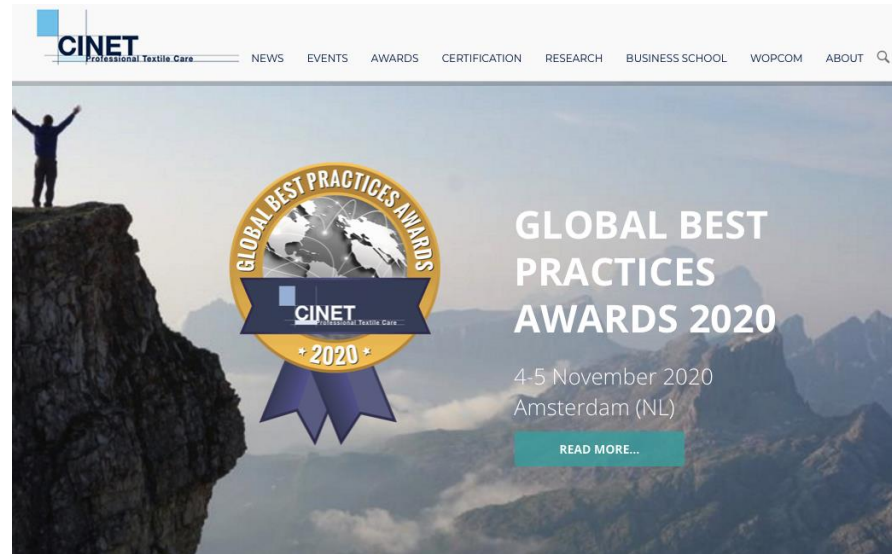 CINET
Professional Textile Care
NEWS EVENTS AWARDS CERTIFICATION RESEARCH BUSINESS SCHOOL WOPCOM ABOUT
GLOBAL BEST PRACTICES AWARDS
CINET
Professional Textile Care
* 2020 *
GLOBAL BEST
PRACTICES
AWARDS 2020
4-5 November 2020
Amsterdam (NL)
READ MORE...